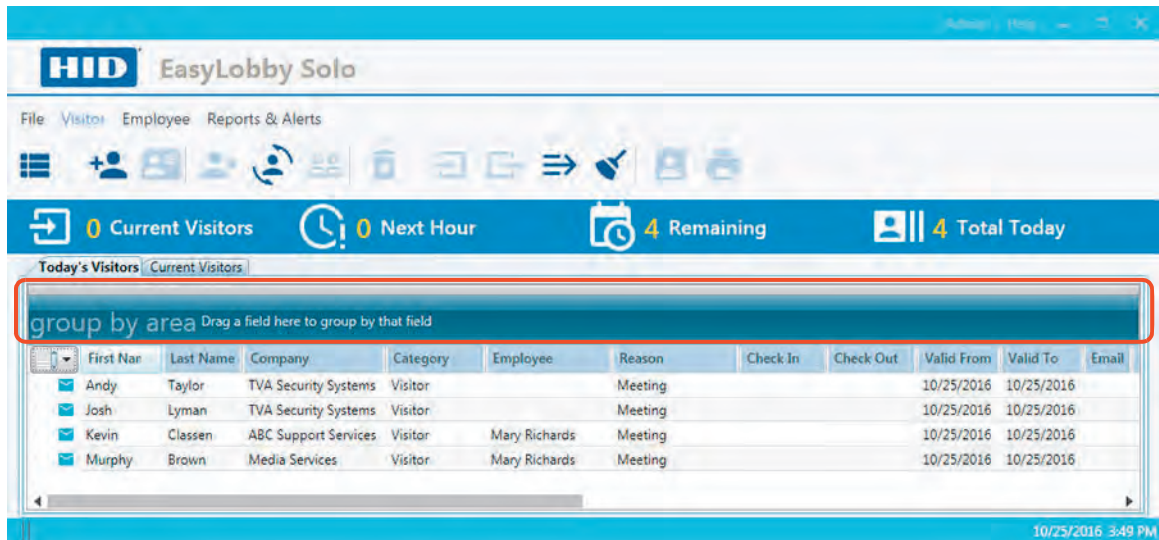 Admin Help
HID EasyLobby Solo
File Visitor Employee Reports & Alerts
0 Current Visitors 0 Next Hour 4 Remaining 4 Total Today
Today's Visitors Current Visitors
group by area Drag a field here to group by that field
First Nar Last Name Company Category Employee Reason Check In Check Out Valid From Valid To Email
Andy Taylor TVA Security Systems Visitor Meeting 10/25/2016 10/25/2016
Josh Lyman TVA Security Systems Visitor Meeting 10/25/2016 10/25/2016
Kevin Classen ABC Support Services Visitor Mary Richards Meeting 10/25/2016 10/25/2016
Murphy Brown Media Services Visitor Mary Richards Meeting 10/25/2016 10/25/2016
10/25/2016 3:49 PM